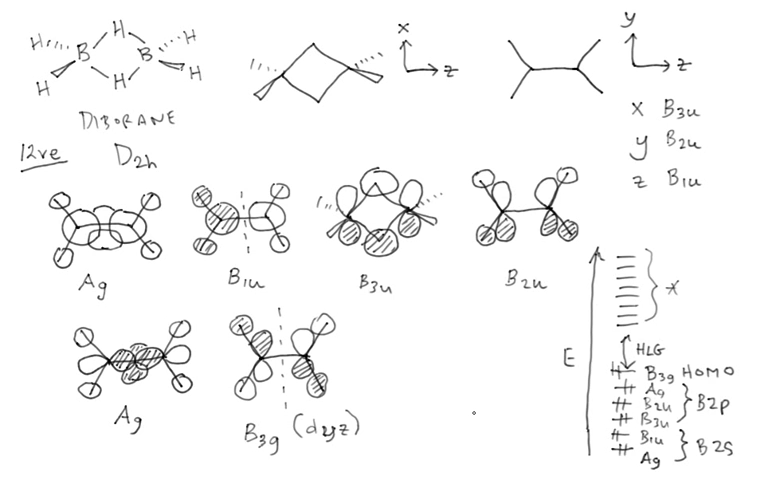 H H H
B B
H H H
DIBORANE
x
z
y
z
x B3u
y B2u
z B1u
12ve D2h
Ag
B1u
B3u
B2u
Ag
B3g (dyz)
E
*
HLG
B3g HOMO
Ag
B2u
B3u
B2p
B1u
Ag
B2s